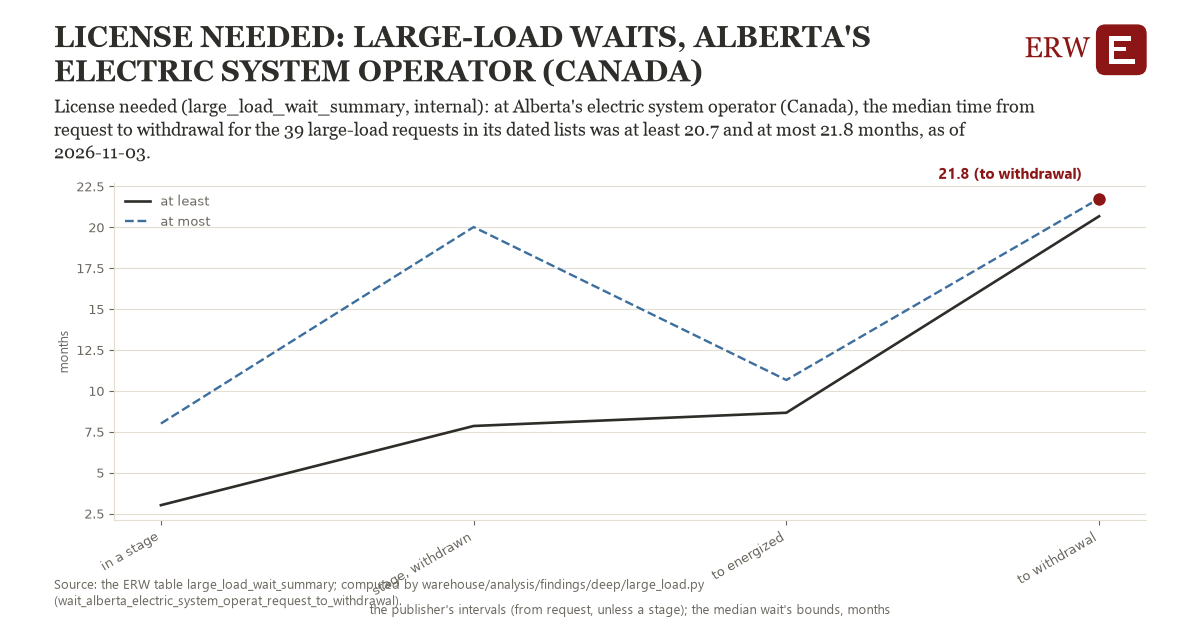 LICENSE NEEDED: LARGE-LOAD WAITS, ALBERTA'S
ELECTRIC SYSTEM OPERATOR (CANADA)
ERW E
License needed (large_load_wait_summary, internal): at Alberta's electric system operator (Canada), the median time from
request to withdrawal for the 39 large-load requests in its dated lists was at least 20.7 and at most 21.8 months, as of
2026-11-03.
21.8 (to withdrawal)
at least
at most
22.5
20
17.5
15
12.5
10
7.5
5
2.5
months
in a stage
stage, withdrawn
to energized
to withdrawal
Source: the ERW table large_load_wait_summary; computed by warehouse/analysis/findings/deep/large_load.py
(wait_alberta_electric_system_operat_request_to_withdrawal).
the publisher's intervals (from request, unless a stage); the median wait's bounds, months